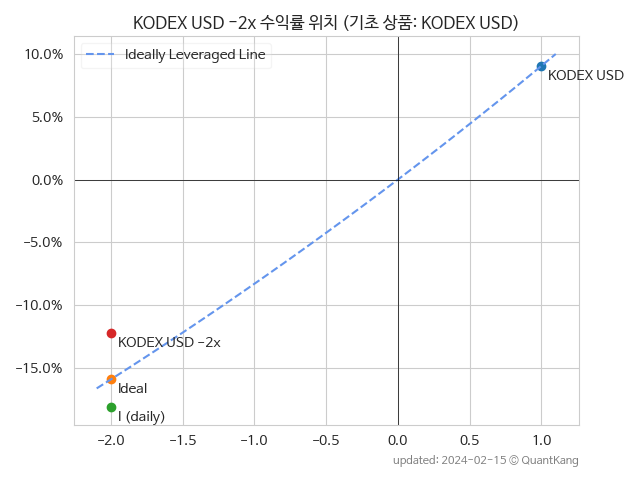 KODEX USD -2x 수익률 위치 (기초 상품: KODEX USD)
10.0%
Ideally Leveraged Line
KODEX USD
5.0%
0.0%
-5.0%
-10.0%
KODEX USD -2x
-15.0%
Ideal
I (daily)
-2.0 -1.5 -1.0 -0.5 0.0 0.5 1.0
updated: 2024-02-15 © QuantKang